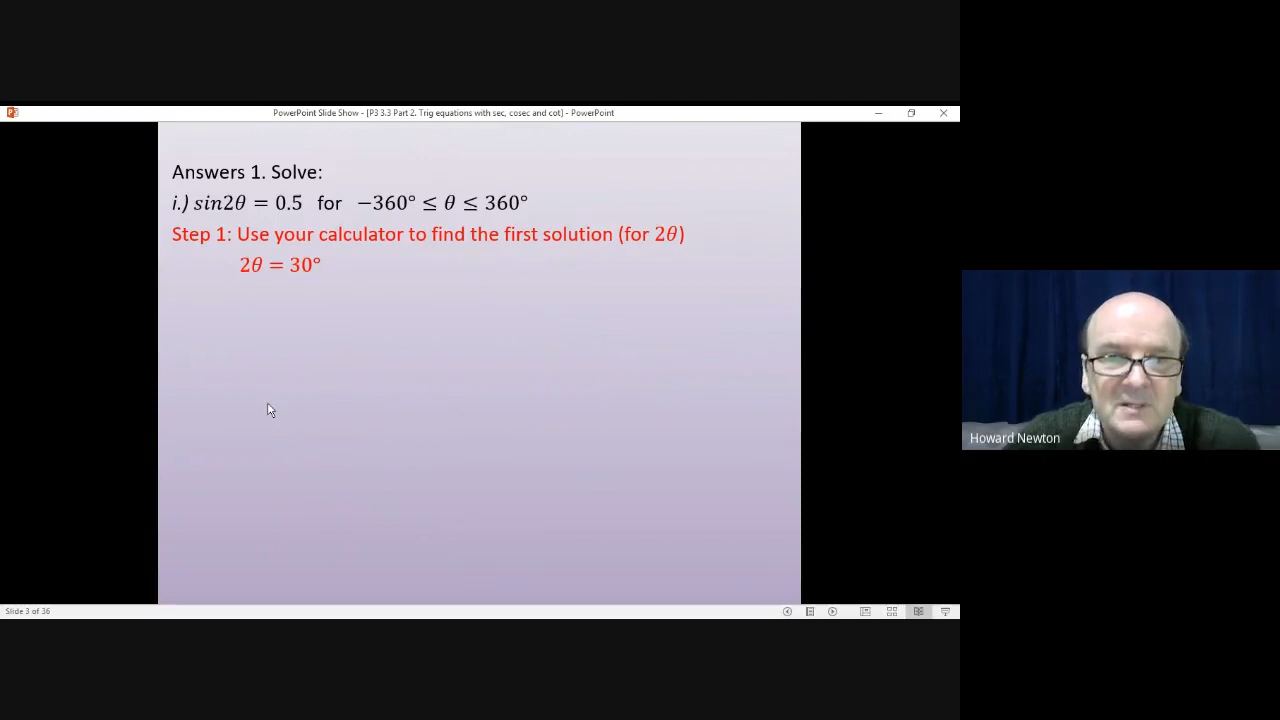 PowerPoint Slide Show - [P3 3.3 Part 2. Trig equations with sec, cosec and cot] - PowerPoint
Answers 1. Solve:
i.) sin2θ = 0.5 for −360° ≤ θ ≤ 360°
Step 1: Use your calculator to find the first solution (for 2θ)
2θ = 30°
Howard Newton
Slide 3 of 36